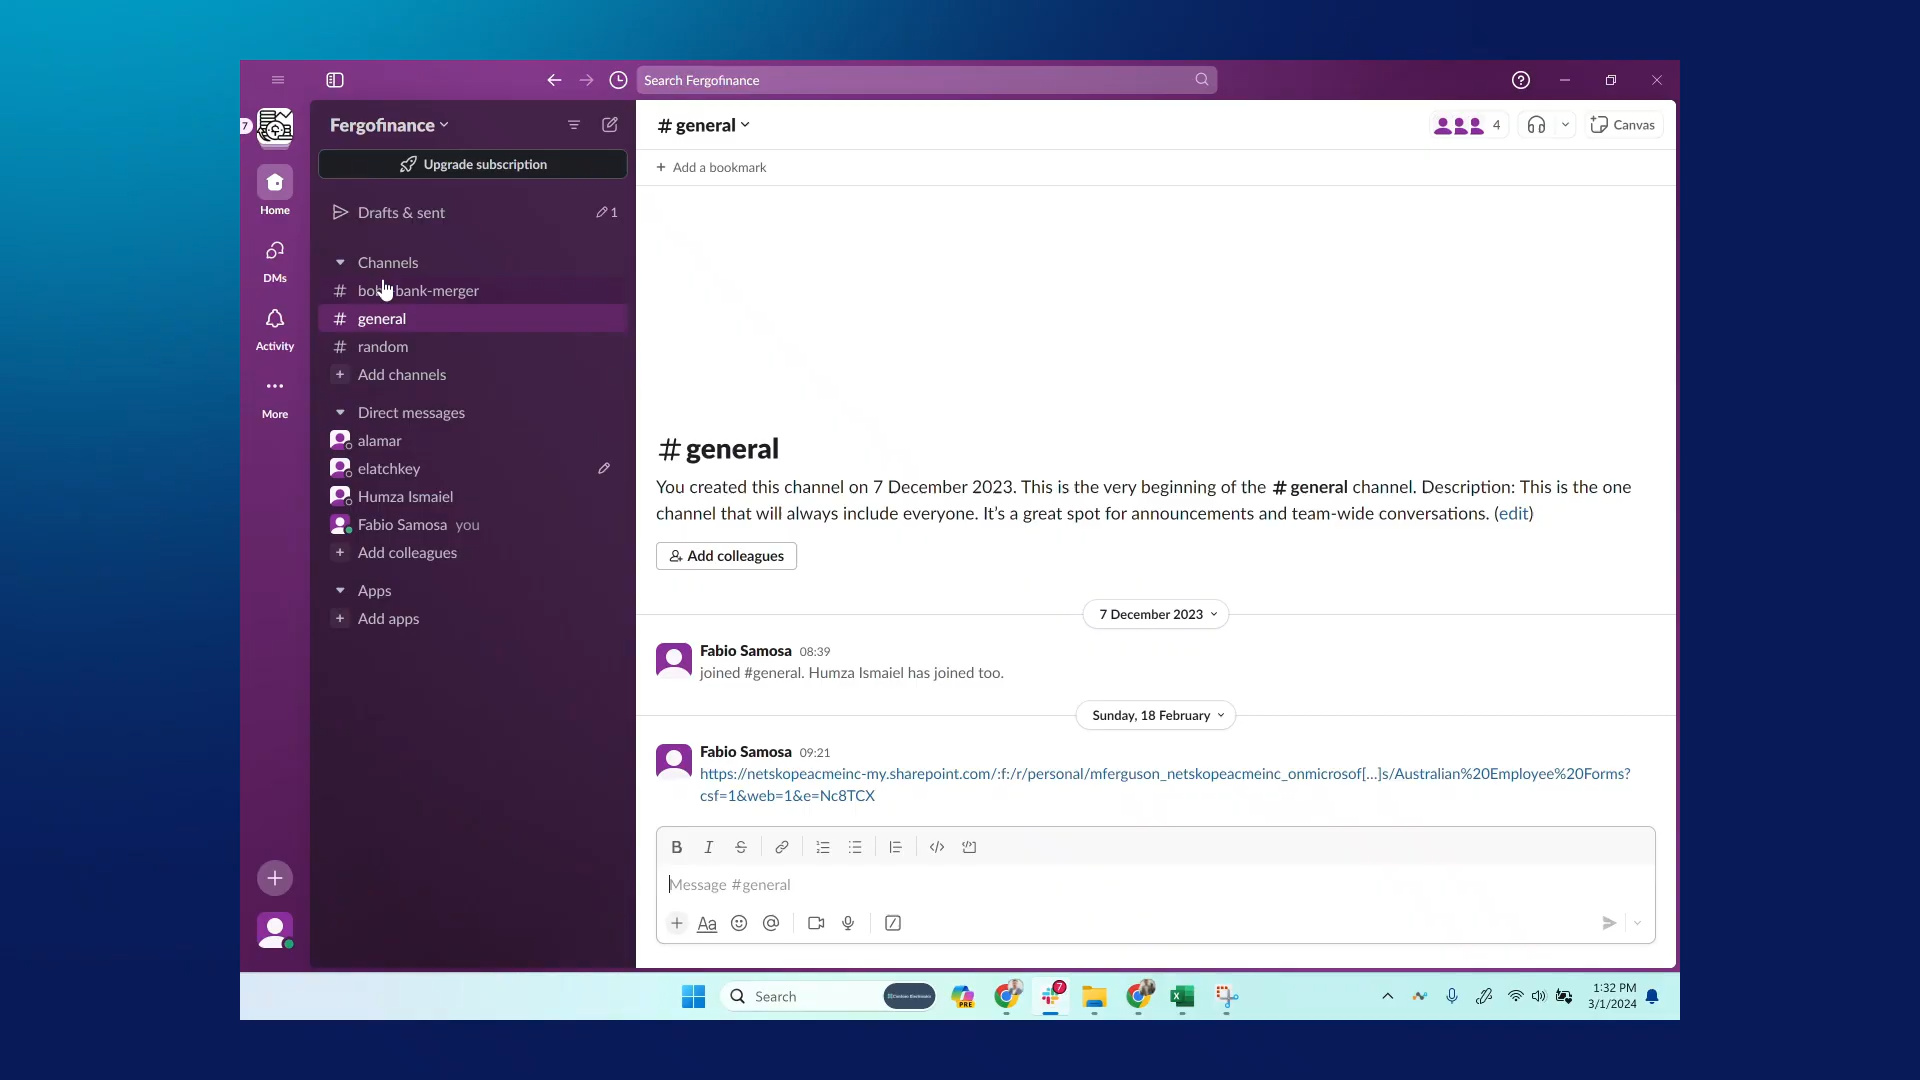 Search Fergofinance
7
Fergofinance
Upgrade subscription
Home
Drafts & sent
1
DMs
Channels
bank-merger
general
random
Add channels
Activity
More
Direct messages
alamar
elatchkey
Humza Ismaiel
Fabio Samosa you
Add colleagues
Apps
Add apps
# general
4
Canvas
+ Add a bookmark
# general
You created this channel on 7 December 2023. This is the very beginning of the # general channel. Description: This is the one
channel that will always include everyone. It's a great spot for announcements and team-wide conversations. (edit)
Add colleagues
7 December 2023
Fabio Samosa 08:39
joined #general. Humza Ismaiel has joined too.
Sunday, 18 February
Fabio Samosa 09:21
https://netskopeacmeinc-my.sharepoint.com/:f:/r/personal/mferguson_netskopeacmeinc_onmicrosof[...]s/Australian%20Employee%20Forms?
csf=1&web=1&e=Nc8TCX
B I S
Message #general
Aa
Search
PRE
7
1:32 PM
3/1/2024